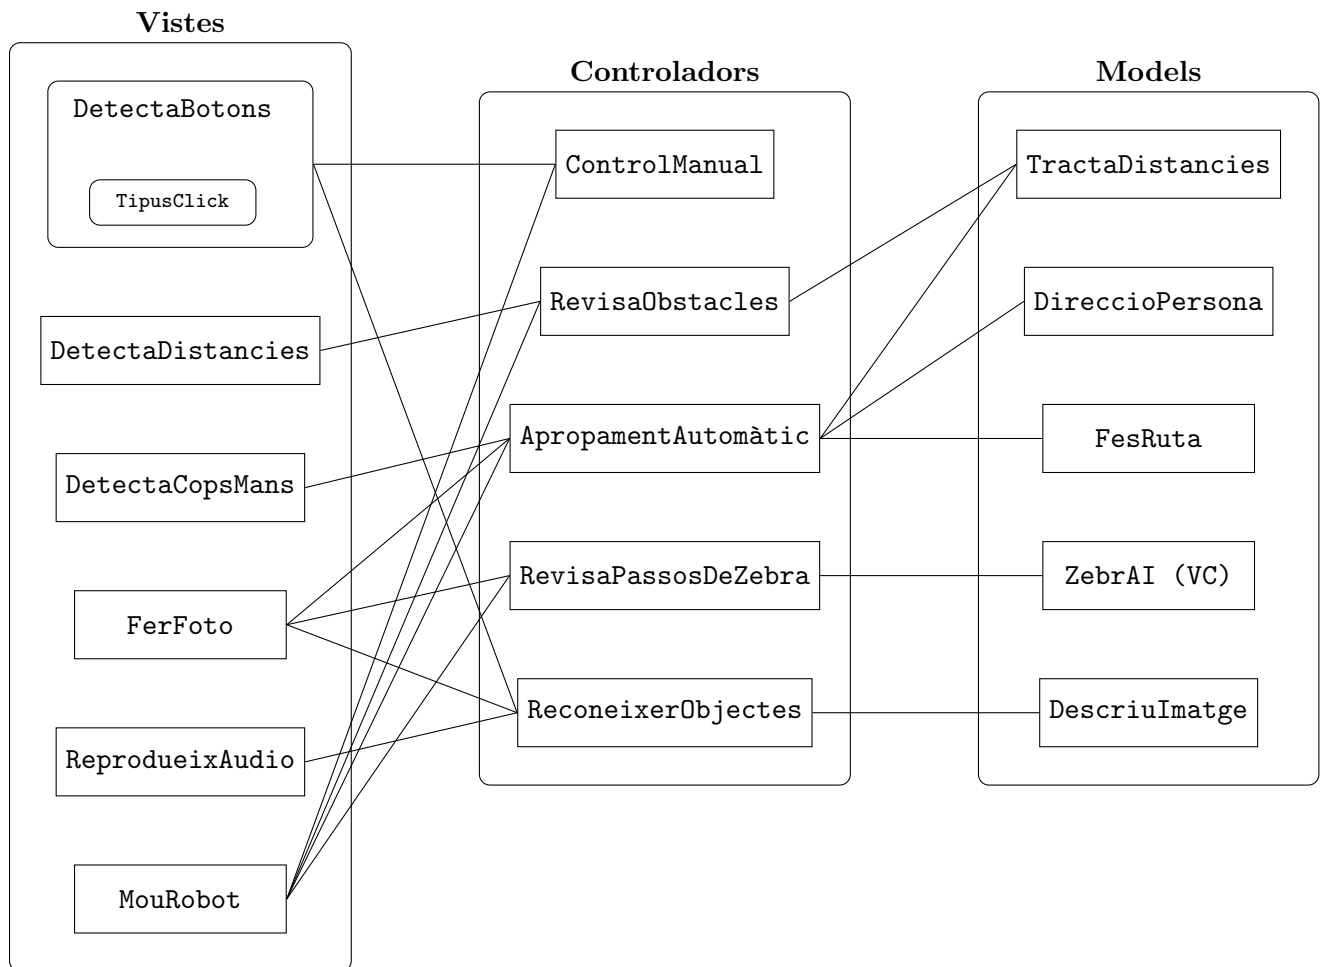 Vistes
DetectaBotons
TipusClick
DetectaDistancies
DetectaCopsMans
FerFoto
ReprodueixAudio
MouRobot
Controladors
ControlManual
RevisaObstacles
ApropamentAutomàtic
RevisaPassosDeZebra
ReconeixerObjectes
Models
TractaDistancies
DireccioPersona
FesRuta
ZebrAI (VC)
DescriuImatge